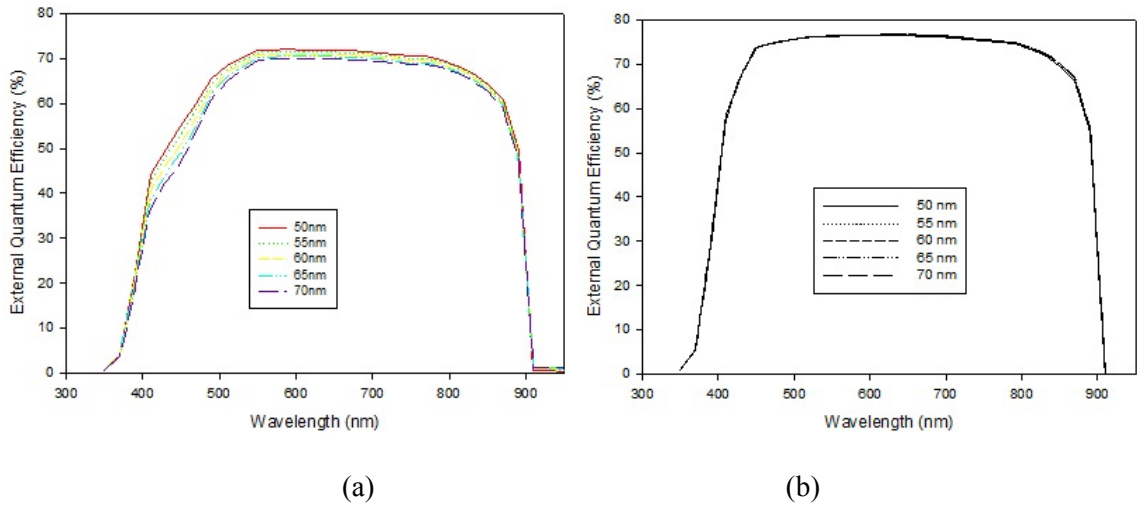 External Quantum Efficiency (%)
80
70
60
50
40
30
20
10
0
50nm
55nm
60nm
65nm
70nm
300 400 500 600 700 800 900
Wavelength (nm)
(a)
External Quantum Efficiency (%)
80
70
60
50
40
30
20
10
0
50 nm
55 nm
60 nm
65 nm
70 nm
300 400 500 600 700 800 900
Wavelength (nm)
(b)